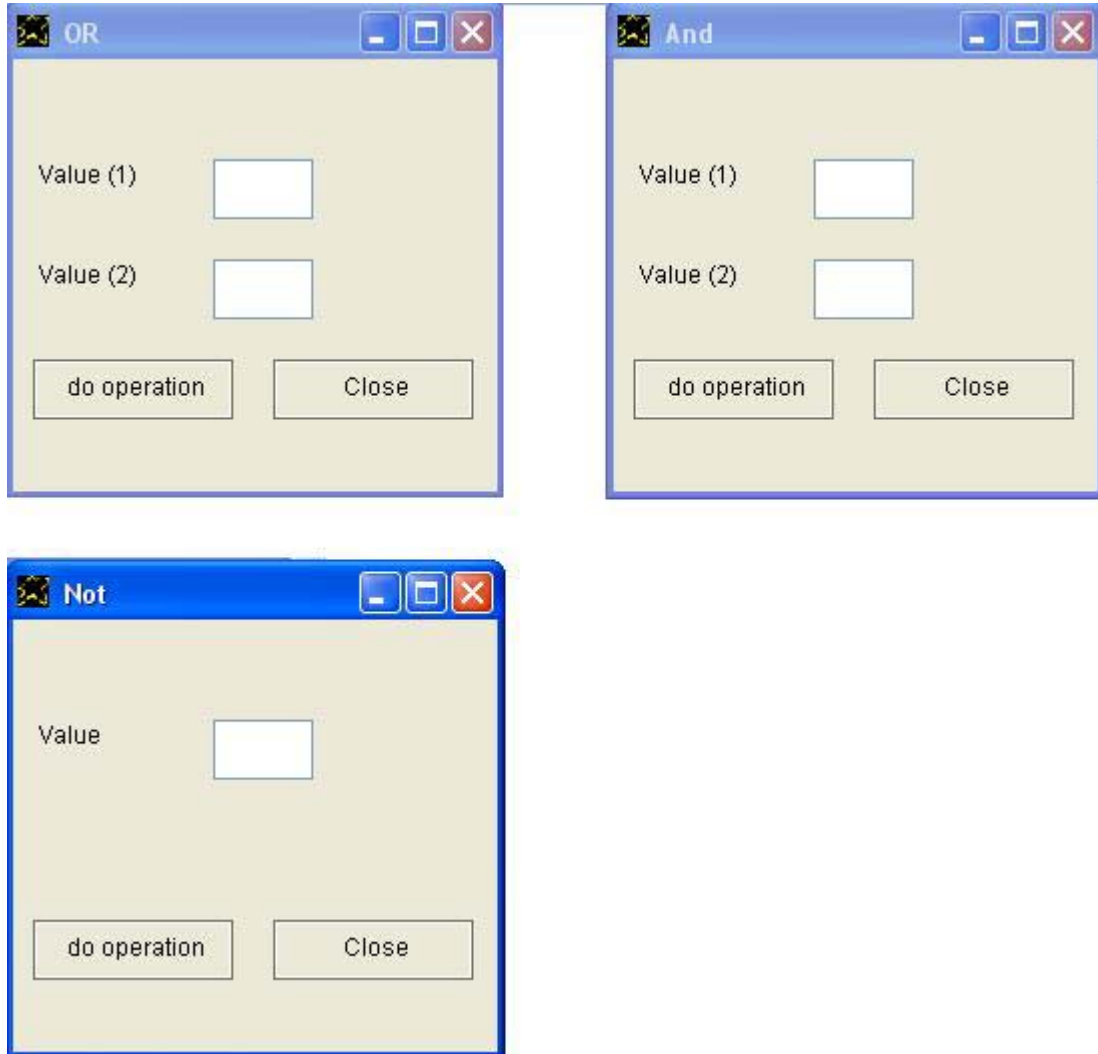 OR
Value (1)
Value (2)
do operation Close
And
Value (1)
Value (2)
do operation Close
Not
Value
do operation Close